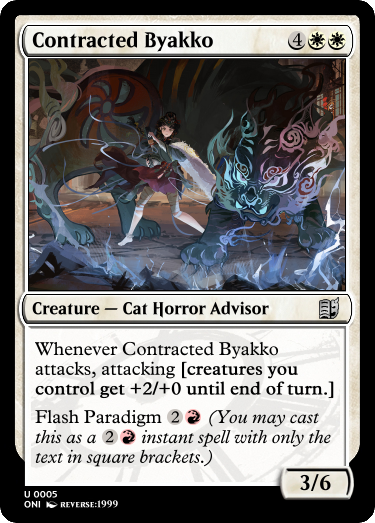 Contracted Byakko 4
Creature — Cat Horror Advisor
Whenever Contracted Byakko
attacks, attacking [creatures you
control get +2/+0 until end of turn.]
Flash Paradigm 2 (You may cast
this as a 2 instant spell with only the
text in square brackets.)
3/6
U 0005
ONI REVERSE:1999